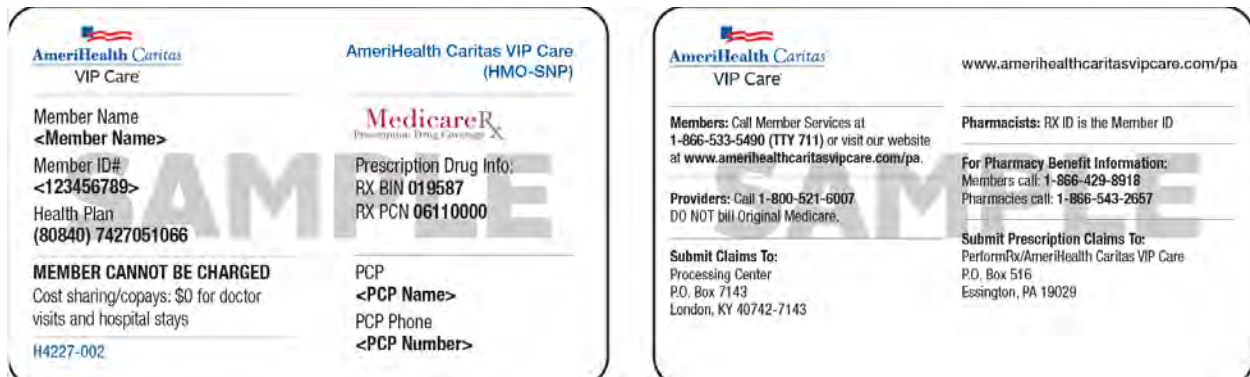 AmeriHealth Caritas
VIP Care
AmeriHealth Caritas VIP Care
(HMO-SNP)
Member Name
<Member Name>
Member ID#
<123456789>
Health Plan
(80840) 7427051066
MedicareRx
Prescription Drug Coverage
Prescription Drug Info:
RX BIN 019587
RX PCN 06110000
SAMPLE
MEMBER CANNOT BE CHARGED
Cost sharing/copays: $0 for doctor
visits and hospital stays
H4227-002
PCP
<PCP Name>
PCP Phone
<PCP Number>
AmeriHealth Caritas
VIP Care
www.amerihealthcaritasvipcare.com/pa
Members: Call Member Services at
1-866-533-5490 (TTY 711) or visit our website
at www.amerihealthcaritasvipcare.com/pa.
Providers: Call 1-800-521-6007
DO NOT bill Original Medicare.
Submit Claims To:
Processing Center
P.O. Box 7143
London, KY 40742-7143
Pharmacists: RX ID is the Member ID
For Pharmacy Benefit Information:
Members call: 1-866-429-8918
Pharmacies call: 1-866-543-2657
Submit Prescription Claims To:
PerformRx/AmeriHealth Caritas VIP Care
P.O. Box 516
Essington, PA 19029
SAMPLE